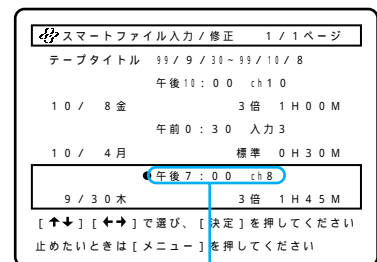 スマートファイル入力/修正 1/1ページ
テープタイトル 99/9/30~99/10/8
午後10:00 ch10
10/ 8金 3倍 1H00M
午前0:30 入力3
10/ 4月 標準 0H30M
●午後7:00 ch8
9/30木 3倍 1H45M
[↑↓][←→]で選び、[決定]を押してください
止めたいときは[メニュー]を押してください